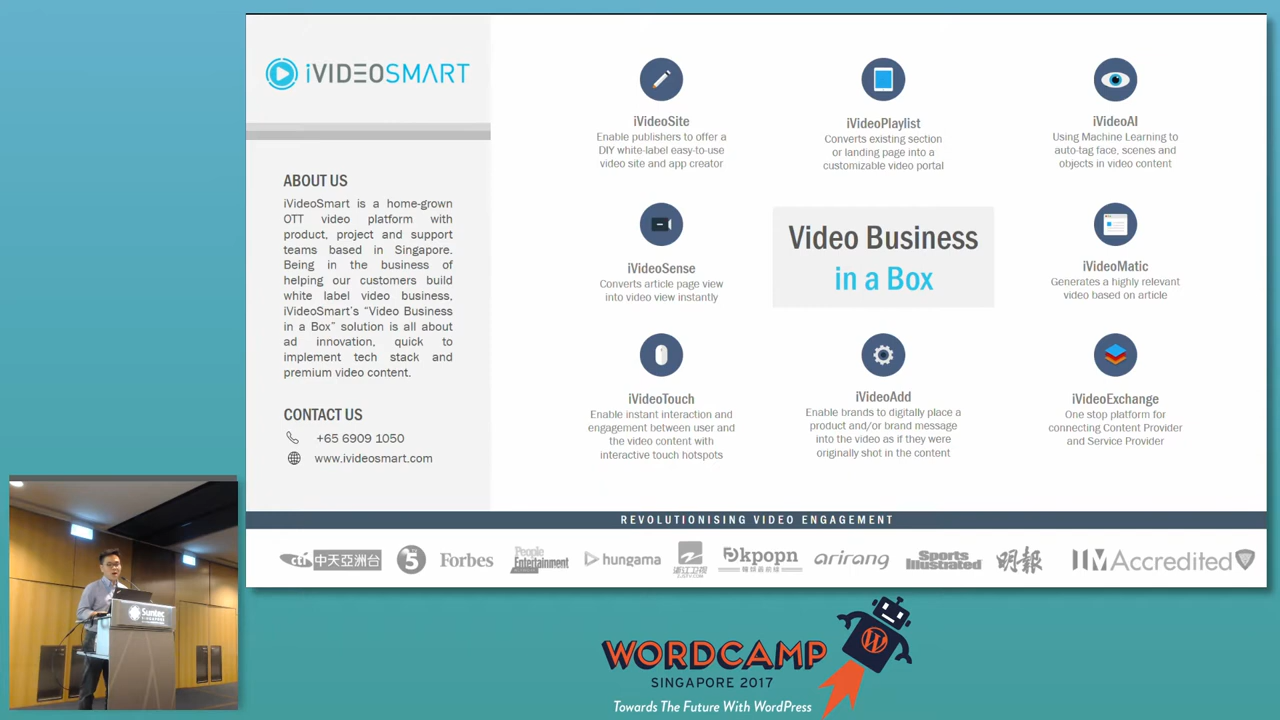 iVIDEOSMART
ABOUT US
iVideoSmart is a home-grown
OTT video platform with
product, project and support
teams based in Singapore.
Being in the business of
helping our customers build
white label video business,
iVideoSmart's “Video Business
in a Box” solution is all about
ad innovation, quick to
implement tech stack and
premium video content.
CONTACT US
+65 6909 1050
www.ivideosmart.com
iVideoSite
Enable publishers to offer a
DIY white-label easy-to-use
video site and app creator
iVideoPlaylist
Converts existing section
or landing page into a
customizable video portal
iVideoAI
Using Machine Learning to
auto-tag face, scenes and
objects in video content
iVideoSense
Converts article page view
into video view instantly
Video Business
in a Box
iVideoMatic
Generates a highly relevant
video based on article
iVideoTouch
Enable instant interaction and
engagement between user and
the video content with
interactive touch hotspots
iVideoAdd
Enable brands to digitally place a
product and/or brand message
into the video as if they were
originally shot in the content
iVideoExchange
One stop platform for
connecting Content Provider
and Service Provider
REVOLUTIONISING VIDEO ENGAGEMENT
cti 中天亞洲台
5
Forbes
People
Entertainment
hungama
kpopn
arirang
Sports
Illustrated
明報
Accredited
Suntec
SINGAPORE
WORDCAMP
SINGAPORE 2017
Towards The Future With WordPress